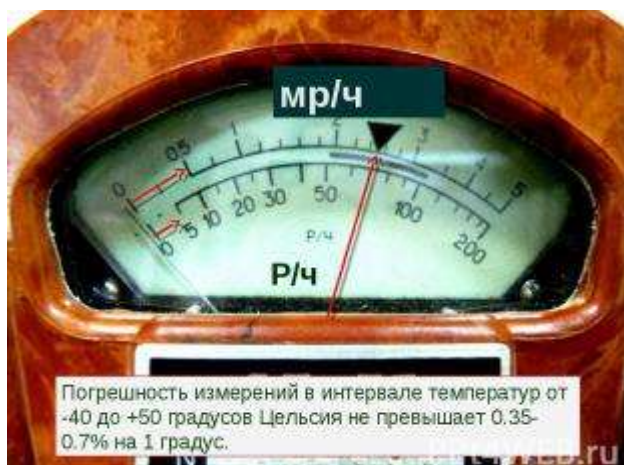 мр/ч
0 0.5 1 2 3 4 5
0 5 10 20 30 50 100 200
Р/ч
Р/ч
Погрешность измерений в интервале температур от
-40 до +50 градусов Цельсия не превышает 0.35-
0.7% на 1 градус.